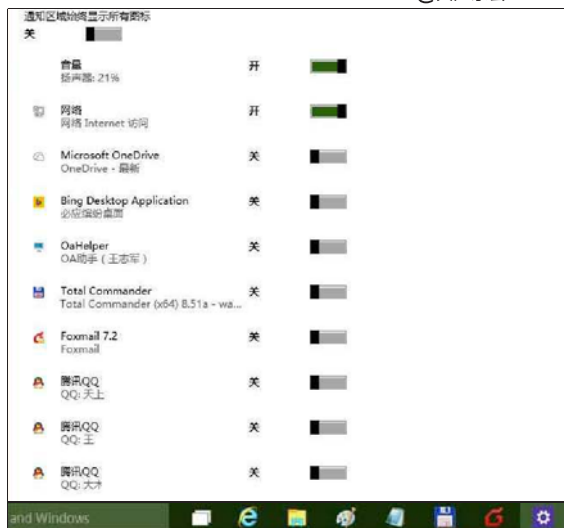 通知区域始终显示所有图标
关
音量 开
扬声器: 21%
网络 开
网络 Internet 访问
Microsoft OneDrive 关
OneDrive - 最新
Bing Desktop Application 关
必应缤纷桌面
OaHelper 关
OA助手 ( 王志军 )
Total Commander 关
Total Commander (x64) 8.51a - wa...
Foxmail 7.2 关
Foxmail
腾讯QQ 关
QQ: 天上
腾讯QQ 关
QQ: 王
腾讯QQ 关
QQ: 大才
and Windows